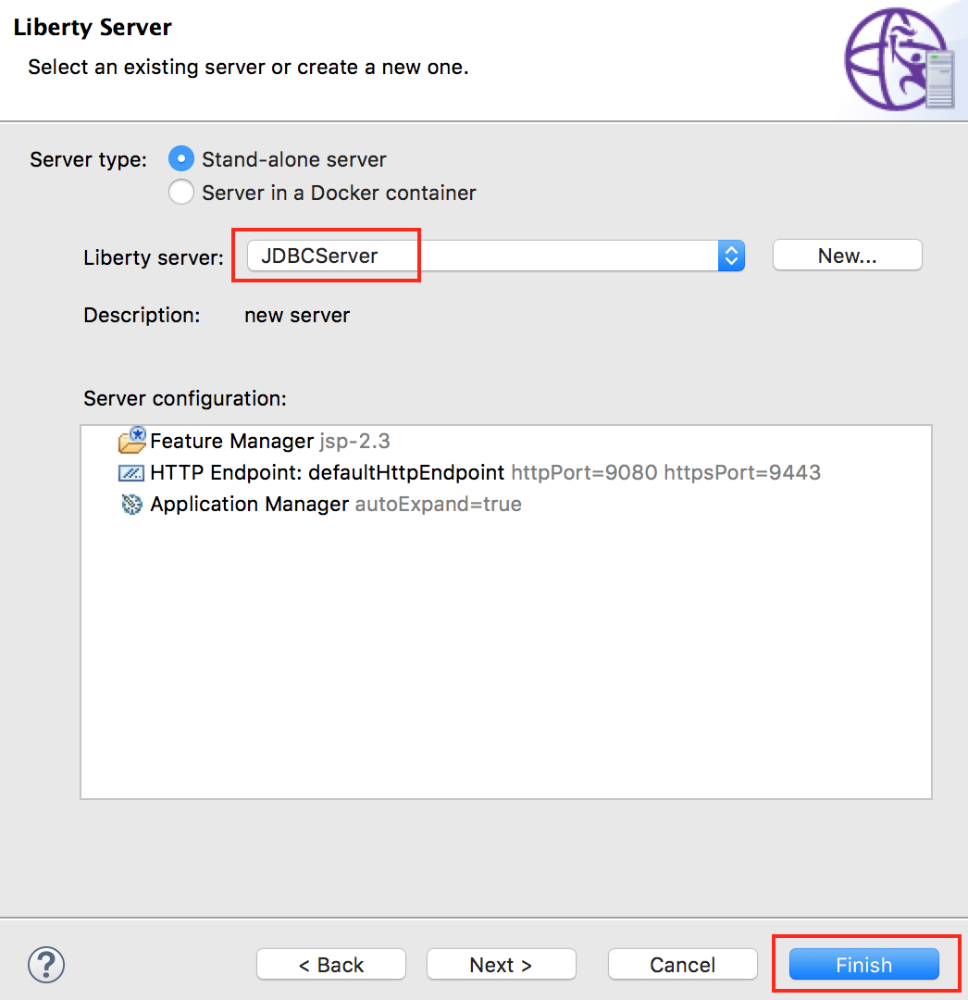 Liberty Server
Select an existing server or create a new one.
Server type: Stand-alone server
Server in a Docker container
Liberty server: JDBCServer New...
Description: new server
Server configuration:
Feature Manager jsp-2.3
HTTP Endpoint: defaultHttpEndpoint httpPort=9080 httpsPort=9443
Application Manager autoExpand=true
? < Back Next > Cancel Finish